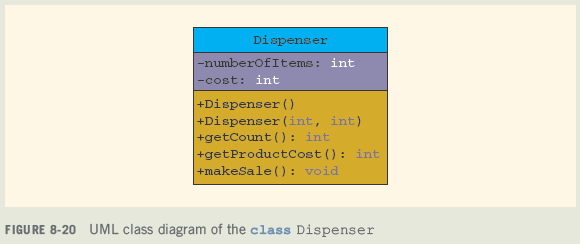 Dispenser
-numberOfItems: int
-cost: int
+Dispenser()
+Dispenser(int, int)
+getCount(): int
+getProductCost(): int
+makeSale(): void
FIGURE 8-20 UML class diagram of the class Dispenser